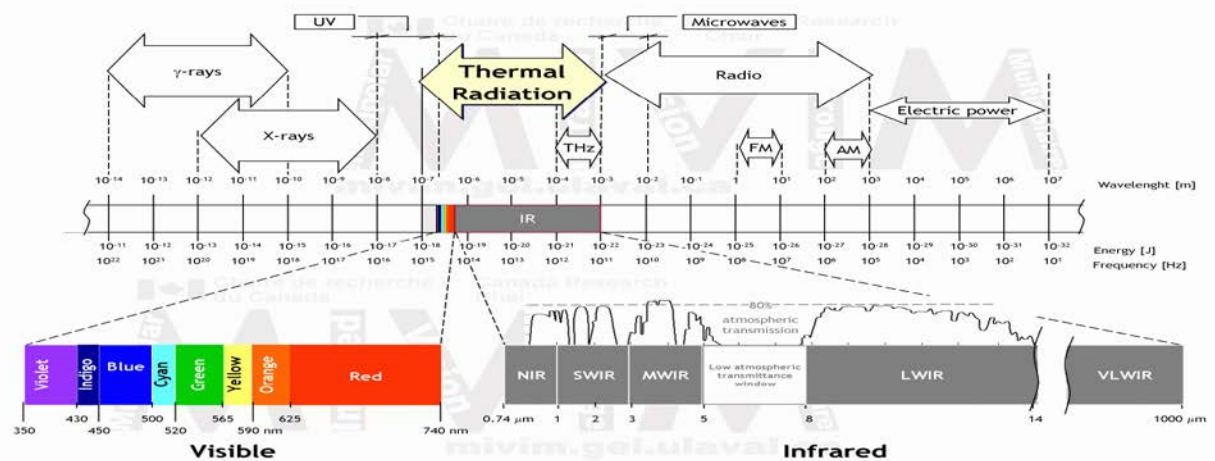 UV
Microwaves
γ-rays
X-rays
Thermal
Radiation
THz
Radio
FM
AM
Electric power
10-14 10-13 10-12 10-11 10-10 10-9 10-8 10-7 10-6 10-5 10-4 10-3 10-2 10-1 1 10¹ 10² 10³ 10⁴ 10⁵ 10⁶ 10⁷
Wavelenght [m]
IR
10-11 10-12 10-13 10-14 10-15 10-16 10-17 10-18 10-19 10-20 10-21 10-22 10-23 10-24 10-25 10-26 10-27 10-28 10-29 10-30 10-31 10-32
Energy [J]
10²² 10²¹ 10²⁰ 10¹⁹ 10¹⁸ 10¹⁷ 10¹⁶ 10¹⁵ 10¹⁴ 10¹³ 10¹² 10¹¹ 10¹⁰ 10⁹ 10⁸ 10⁷ 10⁶ 10⁵ 10⁴ 10³ 10² 10¹
Frequency [Hz]
80%
atmospheric
transmission
Violet Indigo Blue Cyan Green Yellow Orange Red
NIR SWIR MWIR
Low atmospheric
transmittance
window
LWIR VLWIR
350 430 450 500 520 565 590 nm 625 740 nm
0.74 μm 1 2 3 5 8 14 1000 μm
Visible
Infrared
mivim.gel.ulaval.ca